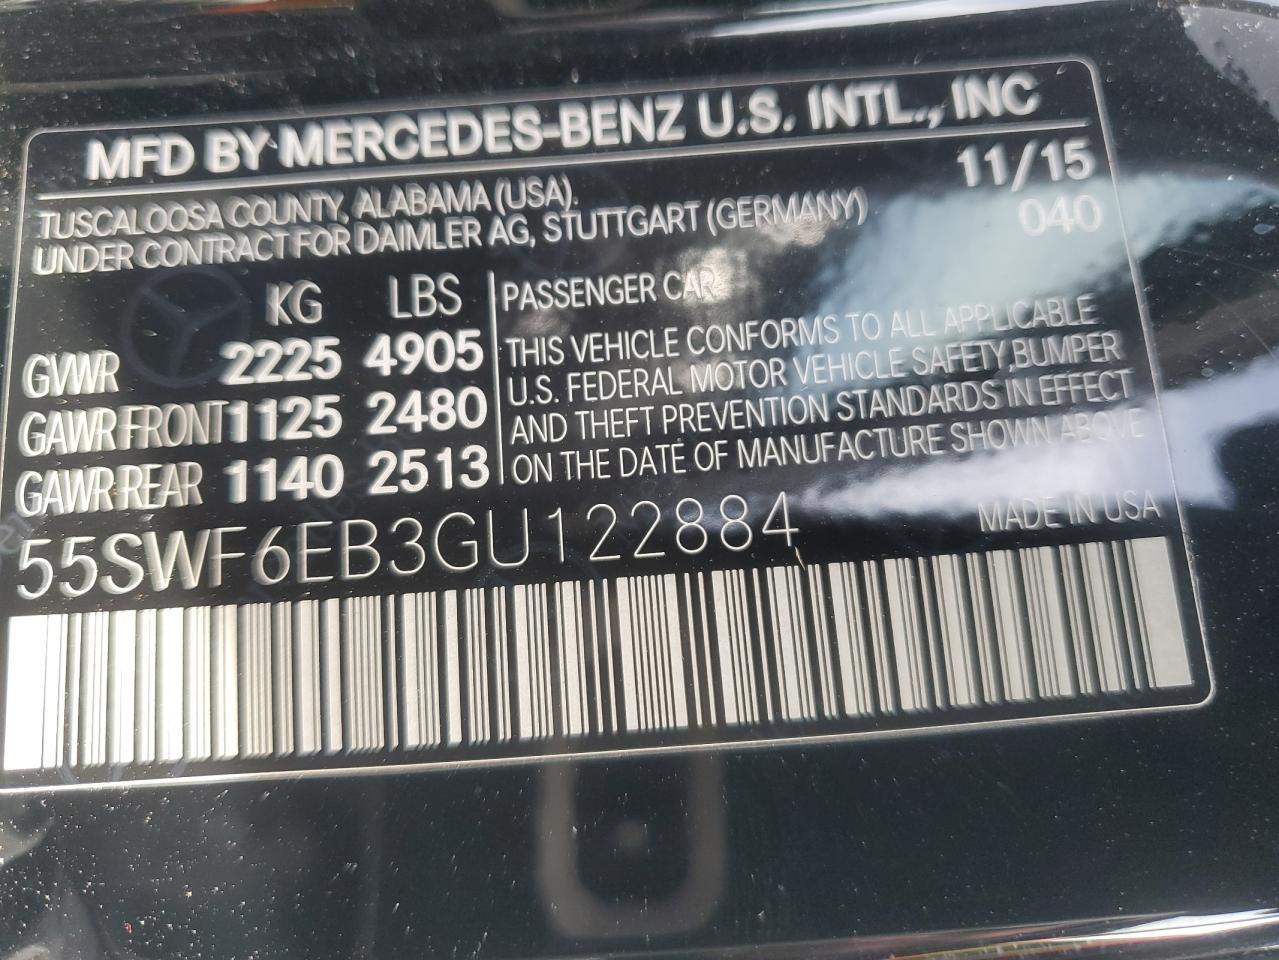 MFD BY MERCEDES-BENZ U.S. INTL., INC
TUSCALOOSA COUNTY, ALABAMA (USA). 11/15
UNDER CONTRACT FOR DAIMLER AG, STUTTGART (GERMANY) 040
KG LBS
GVWR 2225 4905
GAWR FRONT 1125 2480
GAWR REAR 1140 2513
PASSENGER CAR
THIS VEHICLE CONFORMS TO ALL APPLICABLE
U.S. FEDERAL MOTOR VEHICLE SAFETY,BUMPER
AND THEFT PREVENTION STANDARDS IN EFFECT
ON THE DATE OF MANUFACTURE SHOWN ABOVE
55SWF6EB3GU122884
MADE IN USA